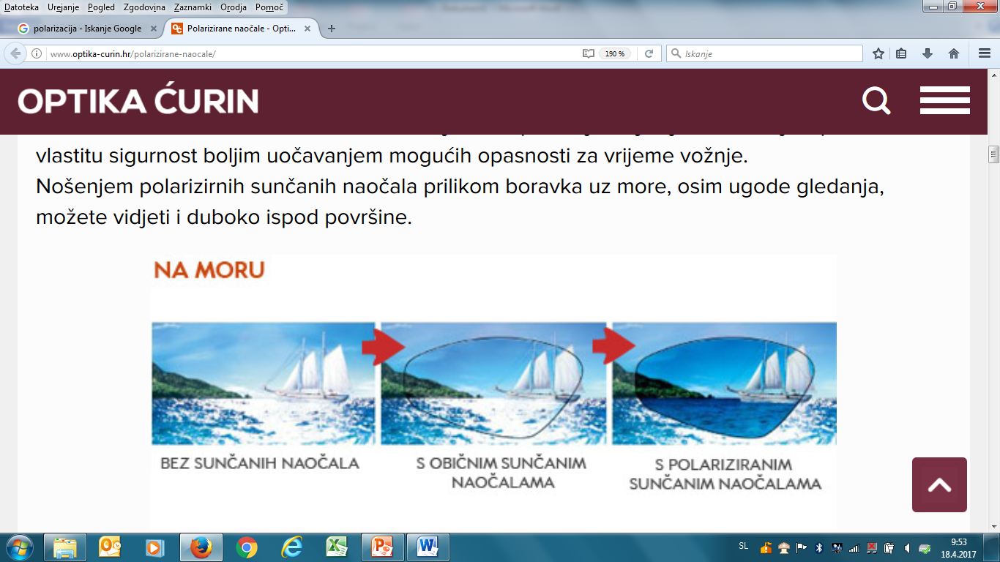 Datoteka Urejanje Pogled Zgodovina Zaznamki Orodja Pomoč
polarizacija - Iskanje Google
Polarizirane naočale - Opti...
www.optika-curin.hr/polarizirane-naocale/
190 %
Iskanje
OPTIKA ĆURIN
vlastitu sigurnost boljim uočavanjem mogućih opasnosti za vrijeme vožnje.
Nošenjem polarizirnih sunčanih naočala prilikom boravka uz more, osim ugode gledanja,
možete vidjeti i duboko ispod površine.
NA MORU
BEZ SUNČANIH NAOČALA
S OBIČNIM SUNČANIM
NAOČALAMA
S POLARIZIRANIM
SUNČANIM NAOČALAMA
SL
9:53
18.4.2017